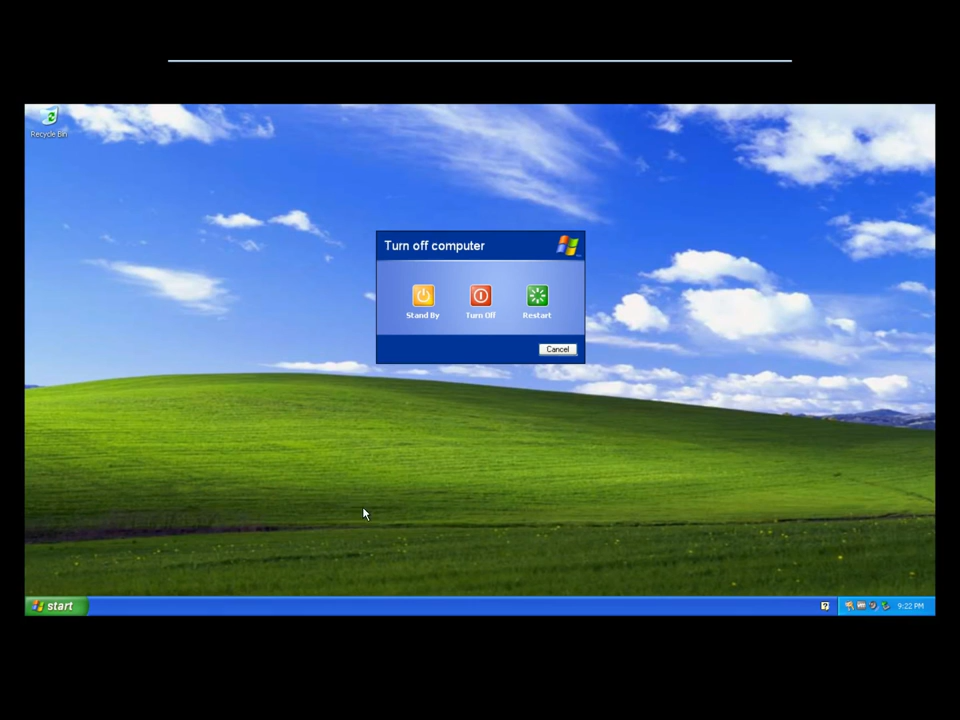 Recycle Bin
Turn off computer
Stand By
Turn Off
Restart
Cancel
start
9:22 PM